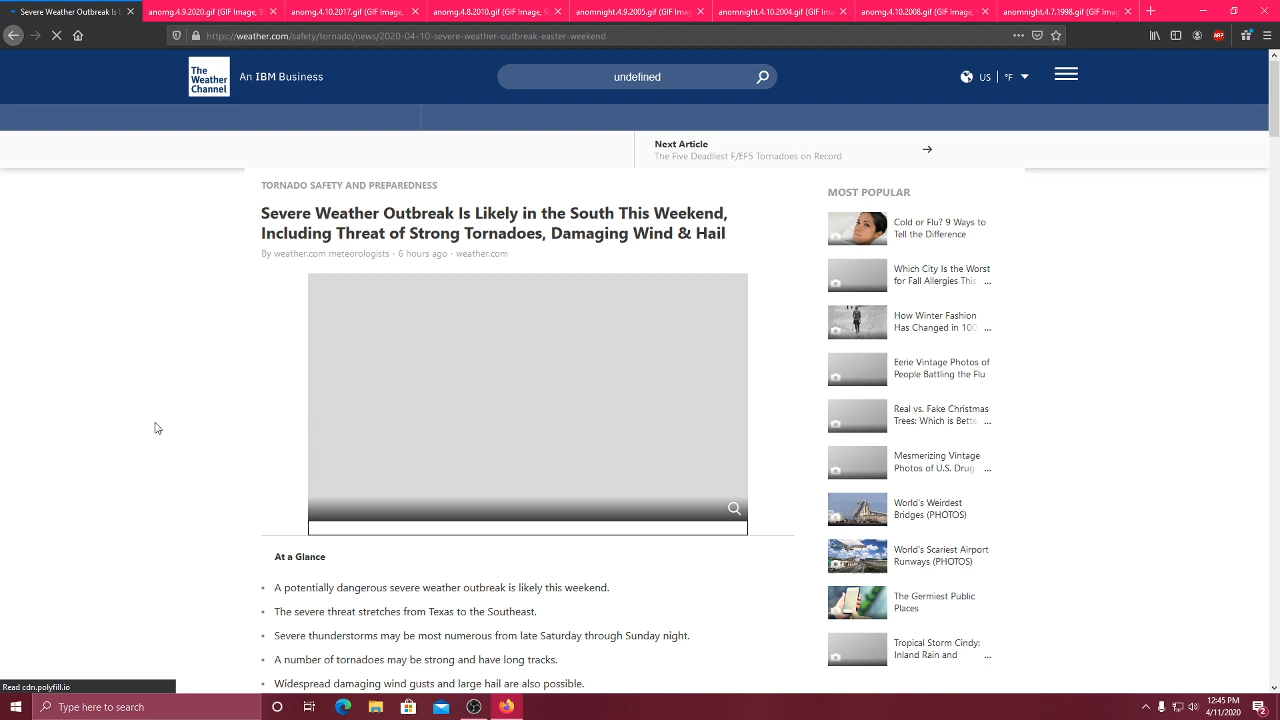 Severe Weather Outbreak Is L
anomg.4.9.2020.gif (GIF Image, 9
anomg.4.10.2017.gif (GIF Image,
anomg.4.8.2010.gif (GIF Image, 9
anomnight.4.9.2005.gif (GIF Imag
anomg.4.10.2004.gif (GIF Image,
anomg.4.10.2008.gif (GIF Image,
anomnight.4.7.1998.gif (GIF Imag
https://weather.com/safety/tornado/news/2020-04-10-severe-weather-outbreak-easter-weekend
The
Weather
Channel
An IBM Business
undefined
US | °F
Next Article
The Five Deadliest F/EF5 Tornadoes on Record
TORNADO SAFETY AND PREPAREDNESS
Severe Weather Outbreak Is Likely in the South This Weekend,
Including Threat of Strong Tornadoes, Damaging Wind & Hail
By weather.com meteorologists · 6 hours ago · weather.com
At a Glance
▪ A potentially dangerous severe weather outbreak is likely this weekend.
▪ The severe threat stretches from Texas to the Southeast.
▪ Severe thunderstorms may be most numerous from late Saturday through Sunday night.
▪ A number of tornadoes may be strong and have long tracks.
▪ Widespread damaging wind gusts and large hail are also possible.
MOST POPULAR
Cold or Flu? 9 Ways to
Tell the Difference
Which City Is the Worst
for Fall Allergies This ...
How Winter Fashion
Has Changed in 100 ...
Eerie Vintage Photos of
People Battling the Flu
Real vs. Fake Christmas
Trees: Which is Bette ...
Mesmerizing Vintage
Photos of U.S. Drug ...
World's Weirdest
Bridges (PHOTOS)
World's Scariest Airport
Runways (PHOTOS)
The Germiest Public
Places
Tropical Storm Cindy:
Inland Rain and ...
Read cdn.polyfill.io
Type here to search
12:45 PM
4/11/2020
2